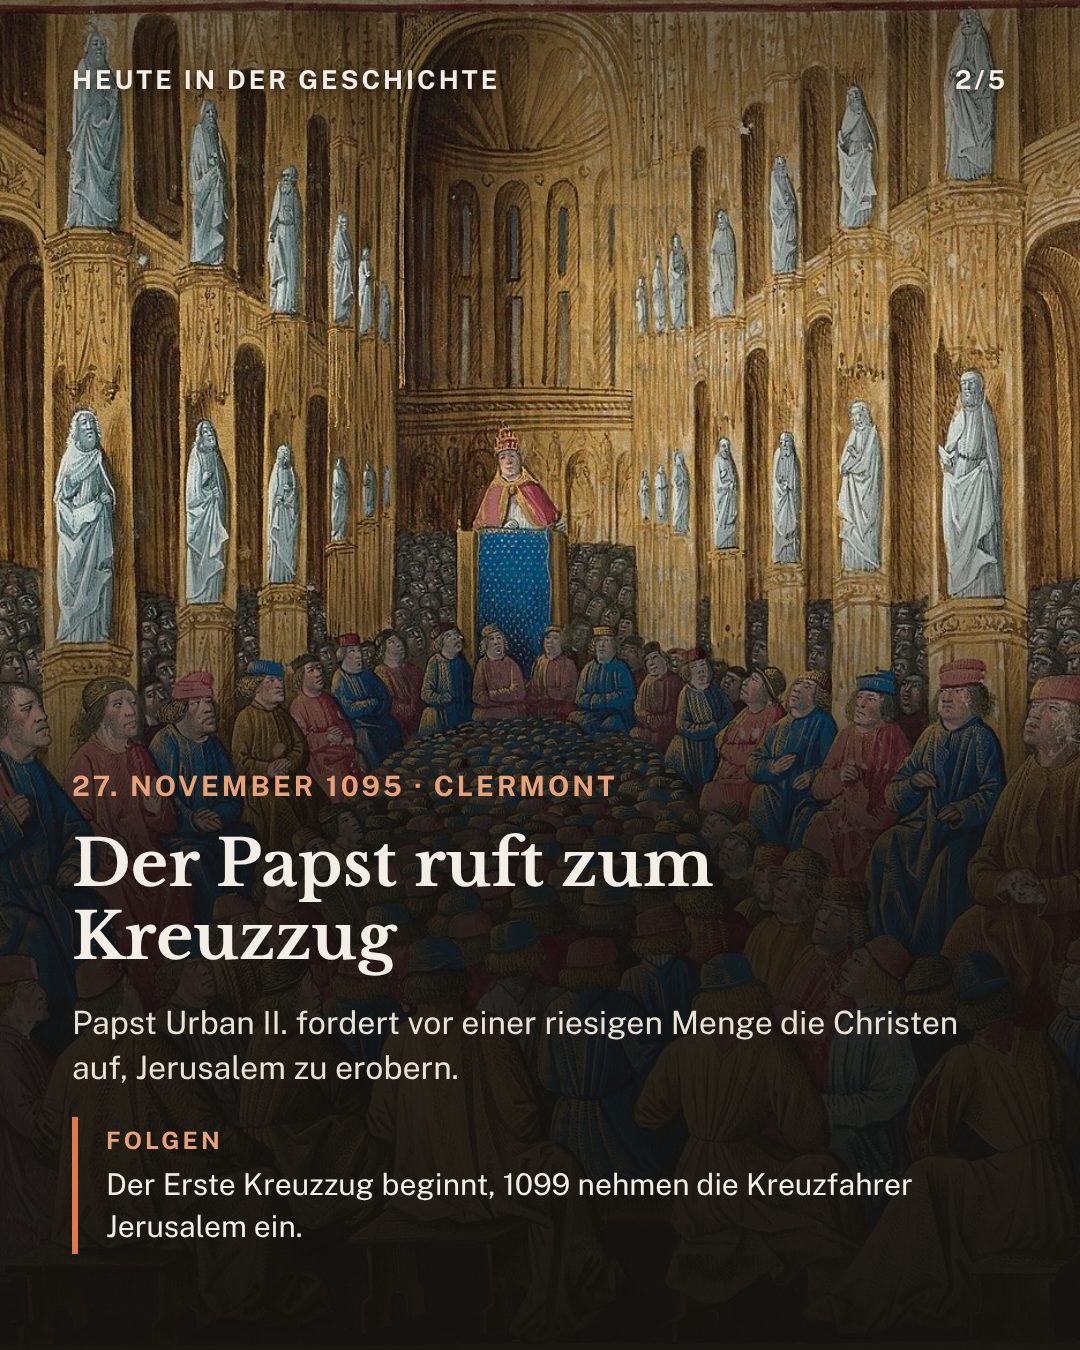 HEUTE IN DER GESCHICHTE
2/5
27. NOVEMBER 1095 · CLERMONT
Der Papst ruft zum
Kreuzzug
Papst Urban II. fordert vor einer riesigen Menge die Christen
auf, Jerusalem zu erobern.
FOLGEN
Der Erste Kreuzzug beginnt, 1099 nehmen die Kreuzfahrer
Jerusalem ein.